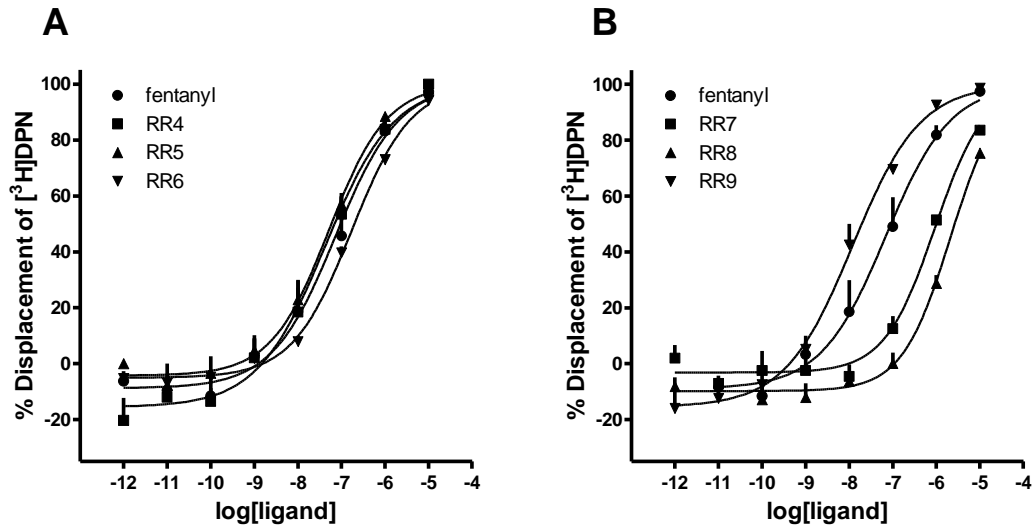 A
% Displacement of [³H]DPN
100
80
60
40
20
0
-20
fentanyl
RR4
RR5
RR6
-12 -11 -10 -9 -8 -7 -6 -5 -4
log[ligand]
B
% Displacement of [³H]DPN
100
80
60
40
20
0
-20
fentanyl
RR7
RR8
RR9
-12 -11 -10 -9 -8 -7 -6 -5 -4
log[ligand]